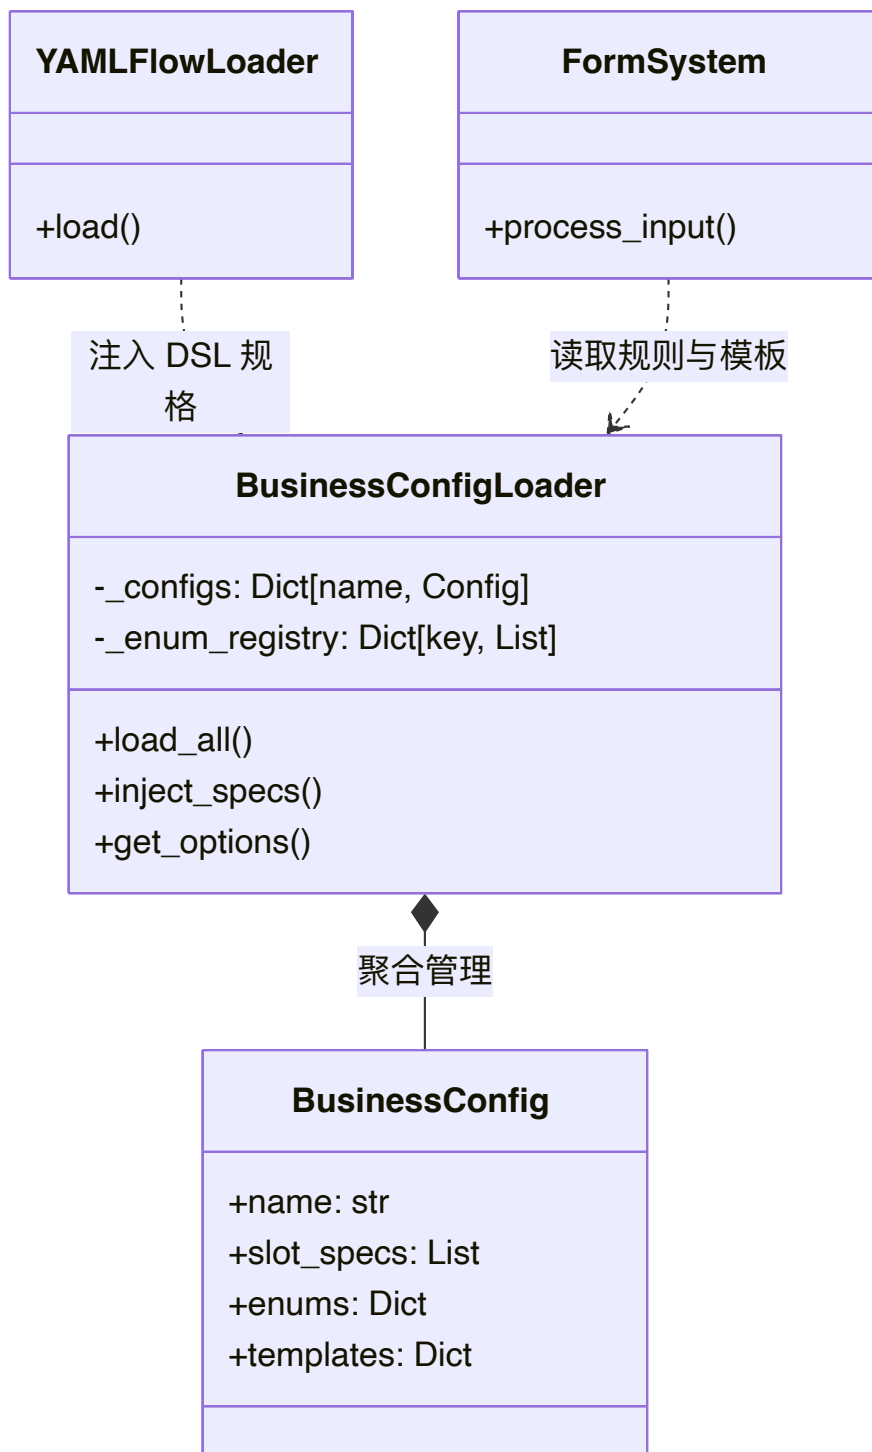 YAMLFlowLoader
+load()
FormSystem
+process_input()
注入 DSL 规
格
读取规则与模板
BusinessConfigLoader
-_configs: Dict[name, Config]
-_enum_registry: Dict[key, List]
+load_all()
+inject_specs()
+get_options()
聚合管理
BusinessConfig
+name: str
+slot_specs: List
+enums: Dict
+templates: Dict